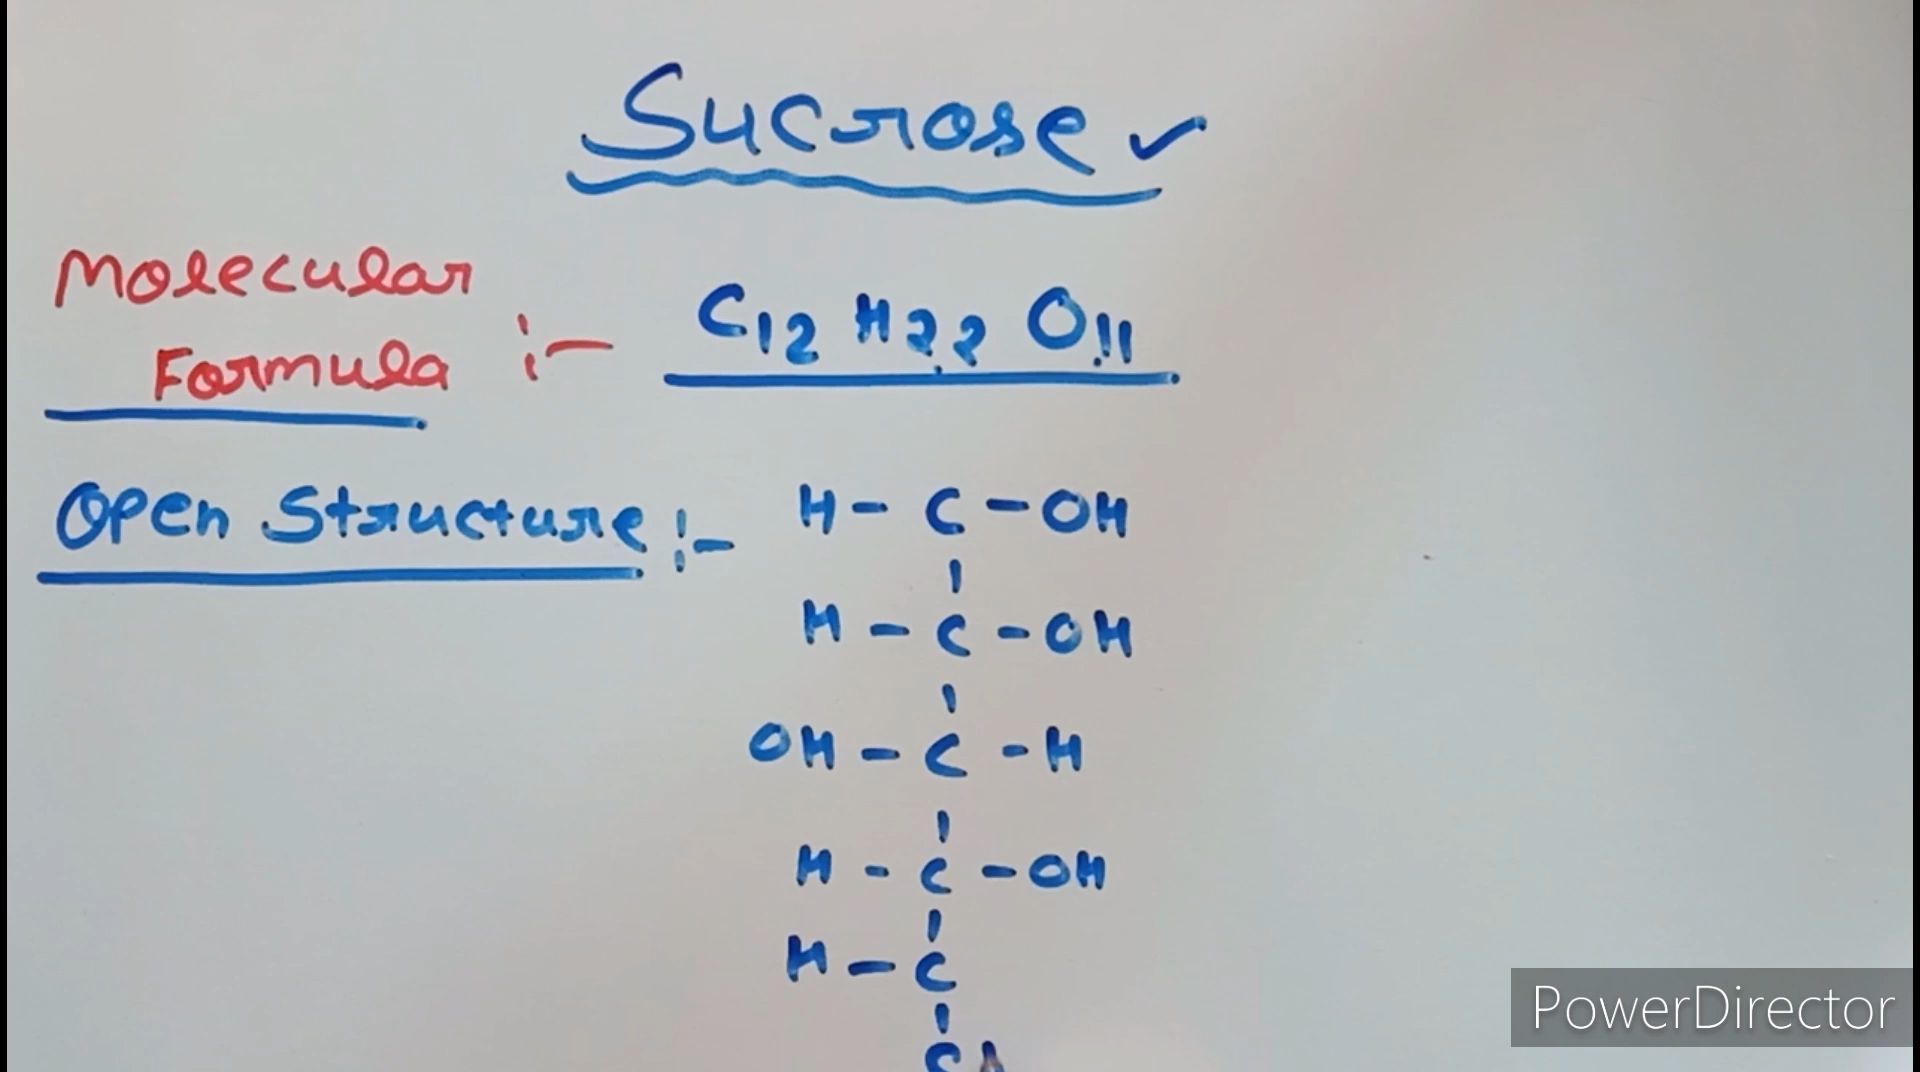 Sucrose ✓
Molecular Formula :- C12 H22 O11
Open Structure :- H - C - OH
H - C - OH
OH - C - H
H - C - OH
H - C
C
PowerDirector